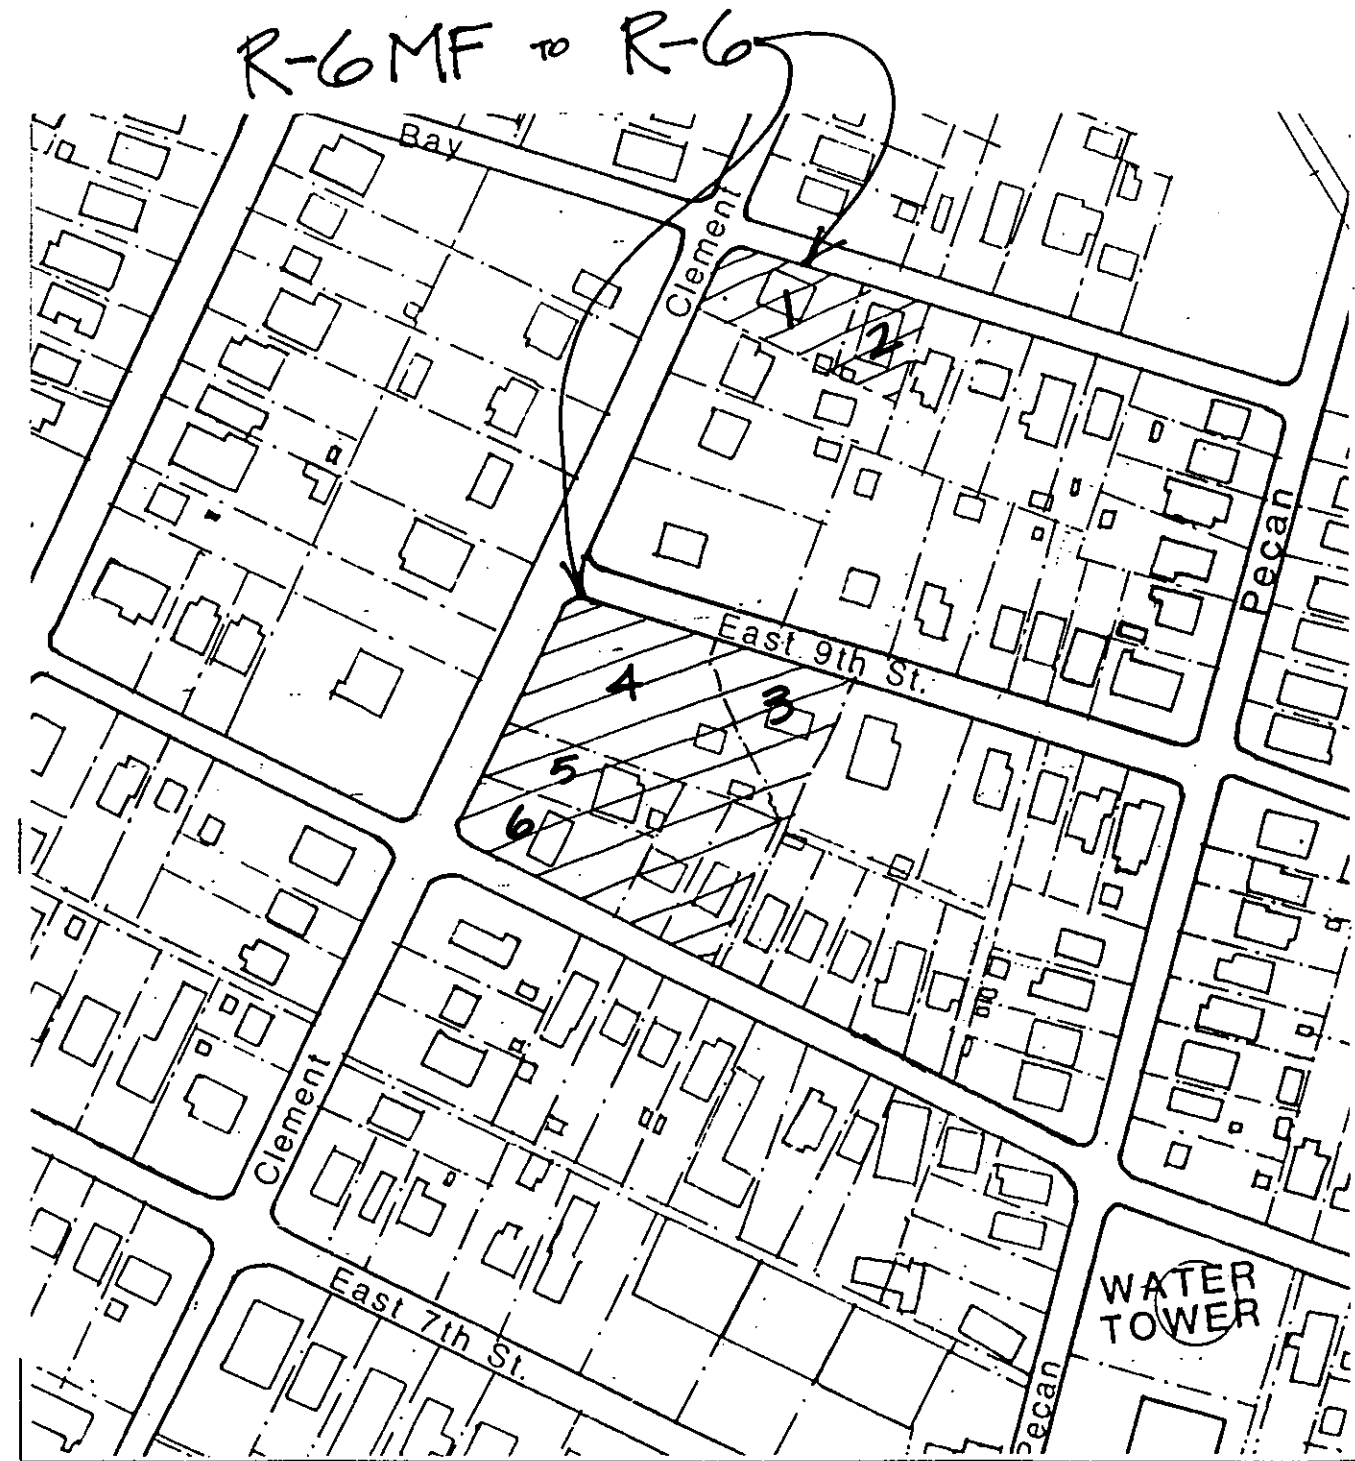 R-6MF TO R-6
Bay
Clement
1
2
Pecan
East 9th St.
4
3
5
6
Clement
East 7th St.
WATER
TOWER
Pecan